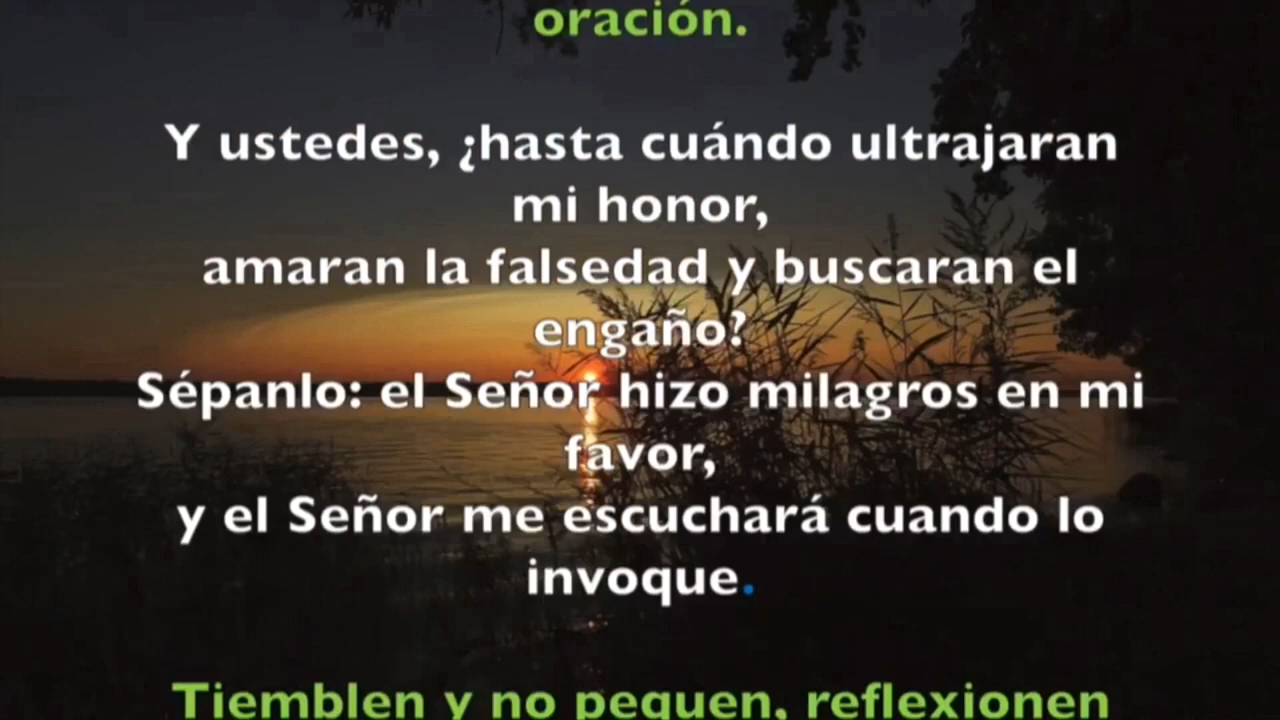 oración.
Y ustedes, ¿hasta cuándo ultrajaran
mi honor,
amaran la falsedad y buscaran el
engaño?
Sépanlo: el Señor hizo milagros en mi
favor,
y el Señor me escuchará cuando lo
invoque.
Tiemblen y no pequen, reflexionen